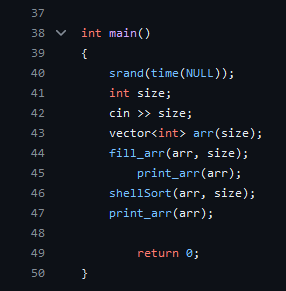 37
38 int main()
39 {
40     srand(time(NULL));
41     int size;
42     cin >> size;
43     vector<int> arr(size);
44     fill_arr(arr, size);
45         print_arr(arr);
46     shellSort(arr, size);
47     print_arr(arr);
48
49         return 0;
50 }